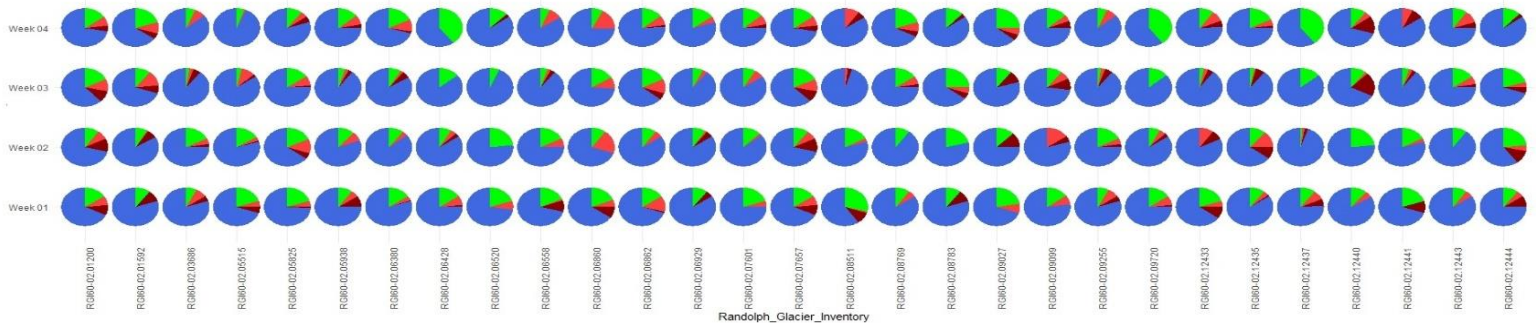 Week 04
Week 03
Week 02
Week 01
RGI60-02.01200
RGI60-02.01592
RGI60-02.03686
RGI60-02.05515
RGI60-02.05825
RGI60-02.05938
RGI60-02.06380
RGI60-02.06428
RGI60-02.06520
RGI60-02.06558
RGI60-02.06860
RGI60-02.06862
RGI60-02.06929
RGI60-02.07601
RGI60-02.07657
RGI60-02.08511
RGI60-02.08769
RGI60-02.08783
RGI60-02.09027
RGI60-02.09099
RGI60-02.09255
RGI60-02.09720
RGI60-02.12433
RGI60-02.12435
RGI60-02.12437
RGI60-02.12440
RGI60-02.12441
RGI60-02.12443
RGI60-02.12444
Randolph_Glacier_Inventory